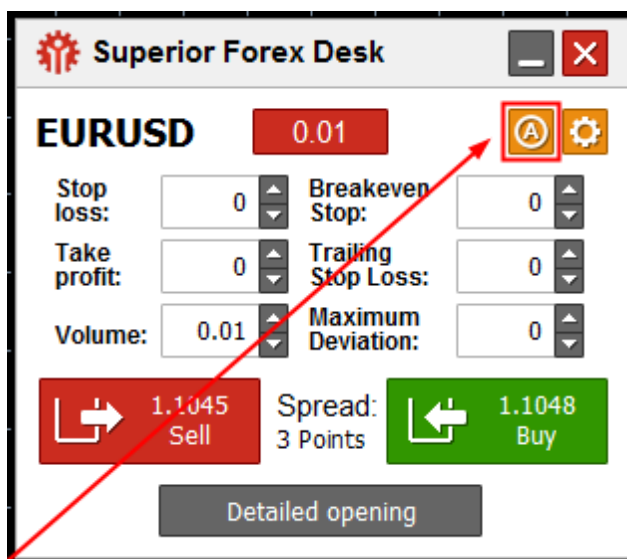 Superior Forex Desk
EURUSD
0.01
A
Stop loss:
0
Breakeven Stop:
0
Take profit:
0
Trailing Stop Loss:
0
Volume:
0.01
Maximum Deviation:
0
1.1045
Sell
Spread:
3 Points
1.1048
Buy
Detailed opening